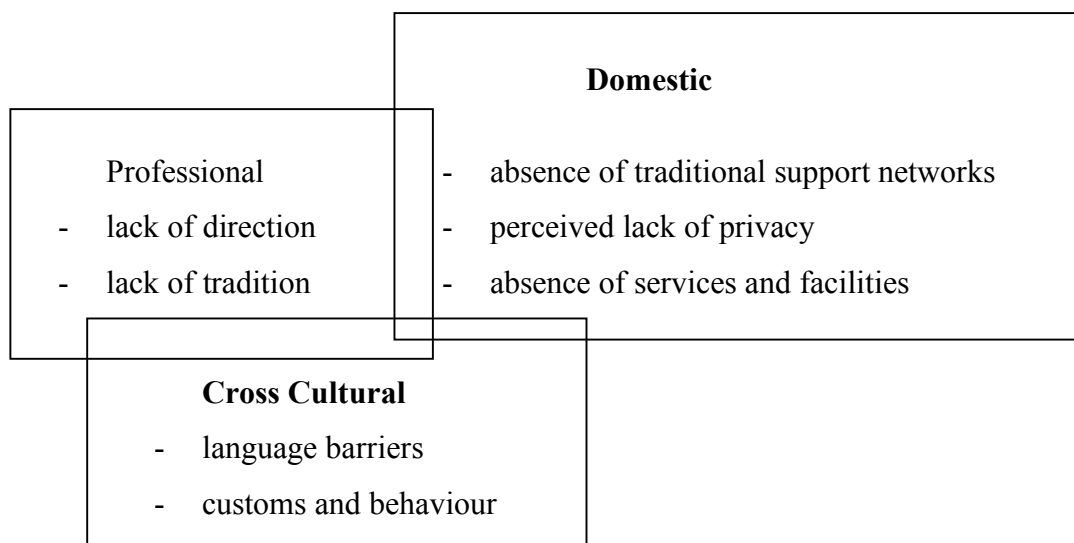 Domestic
- absence of traditional support networks
- perceived lack of privacy
- absence of services and facilities
Professional
- lack of direction
- lack of tradition
Cross Cultural
- language barriers
- customs and behaviour